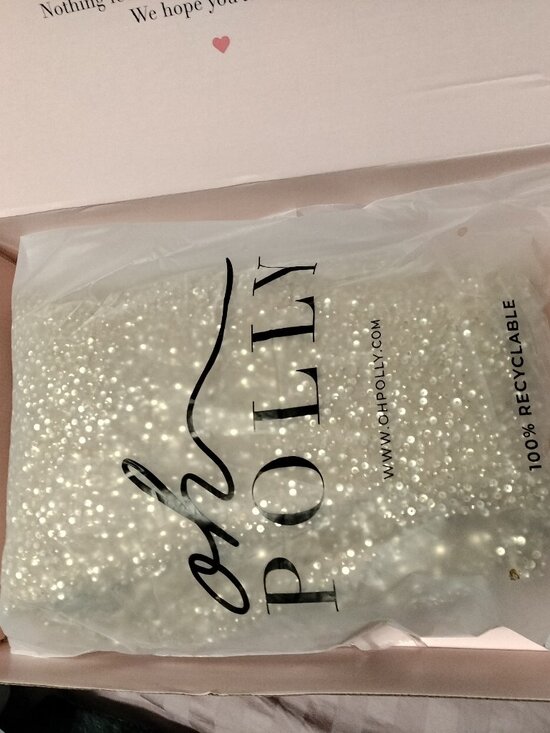 Nothing
We hope you
oh
POLLY
WWW.OHPOLLY.COM
100% RECYCLABLE